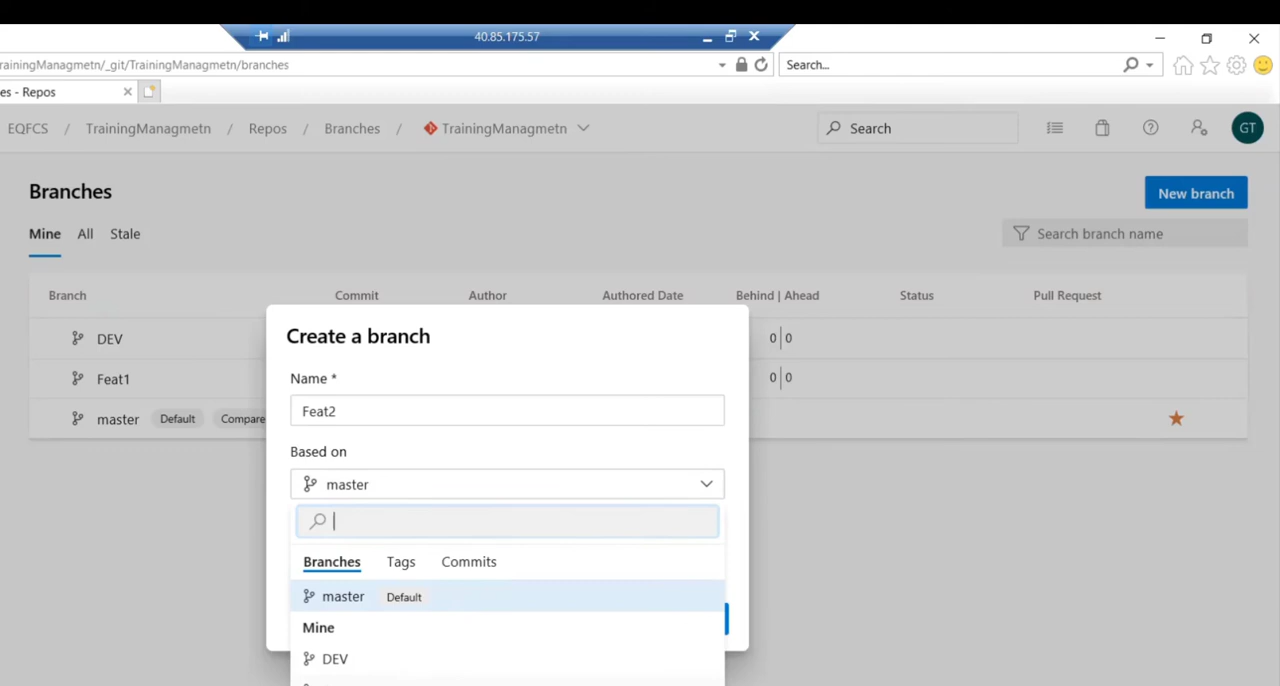 40.85.175.57
rainingManagmetn/_git/TrainingManagmetn/branches
Search...
es - Repos
EQFCS / TrainingManagmetn / Repos / Branches / TrainingManagmetn
Search
GT
Branches
New branch
Mine All Stale
Search branch name
Branch Commit Author Authored Date Behind | Ahead Status Pull Request
DEV 0 | 0
Feat1 0 | 0
master Default Compare
Create a branch
Name *
Feat2
Based on
master
Branches Tags Commits
master Default
Mine
DEV